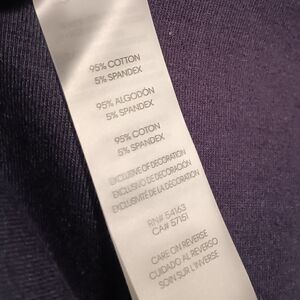 95% COTTON
5% SPANDEX
95% ALGODÓN
5% SPANDEX
95% COTON
5% SPANDEX
EXCLUSIVE OF DECORATION
EXCLUSIVO DE DECORACIÓN
EXCLUSIVITÉ DE LA DÉCORATION
RN# 54163
CA# 57151
CARE ON REVERSE
CUIDADO AL REVERSO
SOIN SUR L'INVERSE